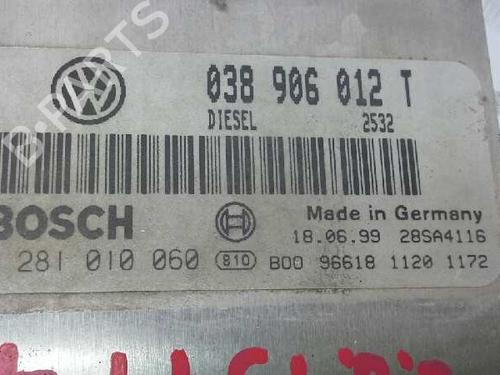 038 906 012 T
DIESEL 2532
BOSCH
Made in Germany
18.06.99 28SA4116
281 010 060 810 B00 96618 1120 1172
B-PARTS